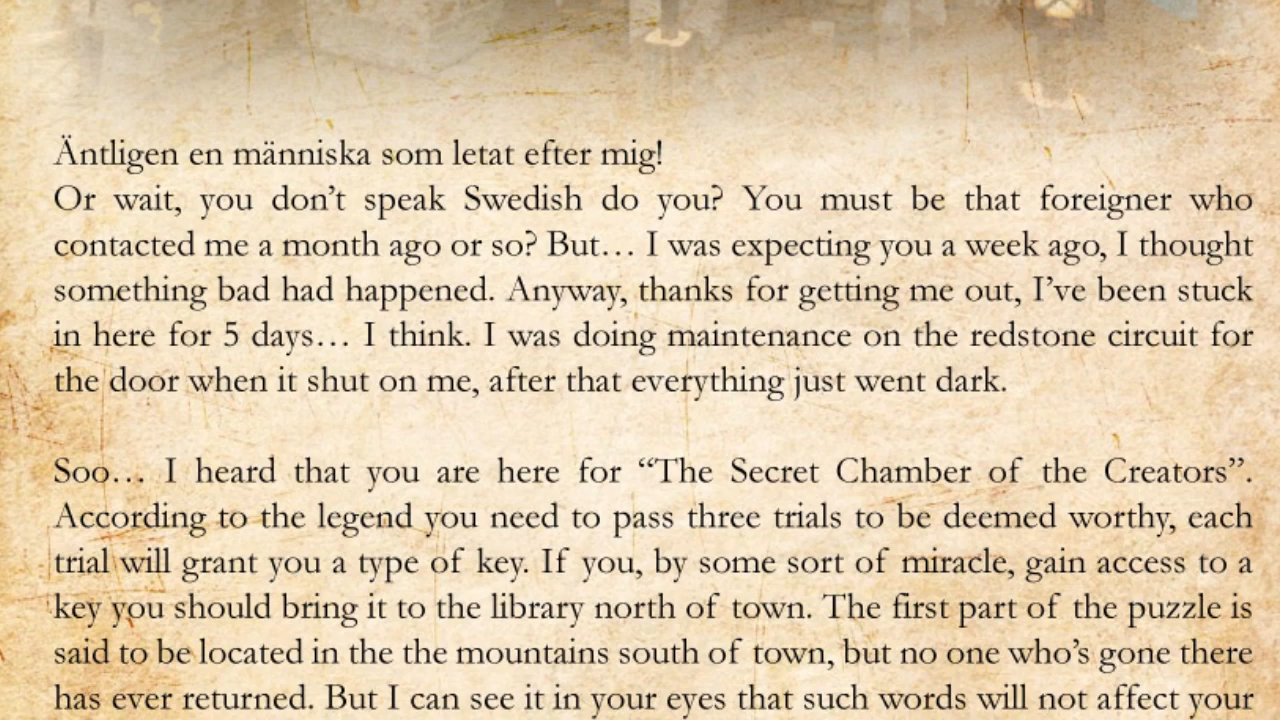 Äntligen en människa som letat efter mig!
Or wait, you don’t speak Swedish do you? You must be that foreigner who
contacted me a month ago or so? But… I was expecting you a week ago, I thought
something bad had happened. Anyway, thanks for getting me out, I’ve been stuck
in here for 5 days… I think. I was doing maintenance on the redstone circuit for
the door when it shut on me, after that everything just went dark.
Soo… I heard that you are here for “The Secret Chamber of the Creators”.
According to the legend you need to pass three trials to be deemed worthy, each
trial will grant you a type of key. If you, by some sort of miracle, gain access to a
key you should bring it to the library north of town. The first part of the puzzle is
said to be located in the the mountains south of town, but no one who’s gone there
has ever returned. But I can see it in your eyes that such words will not affect your